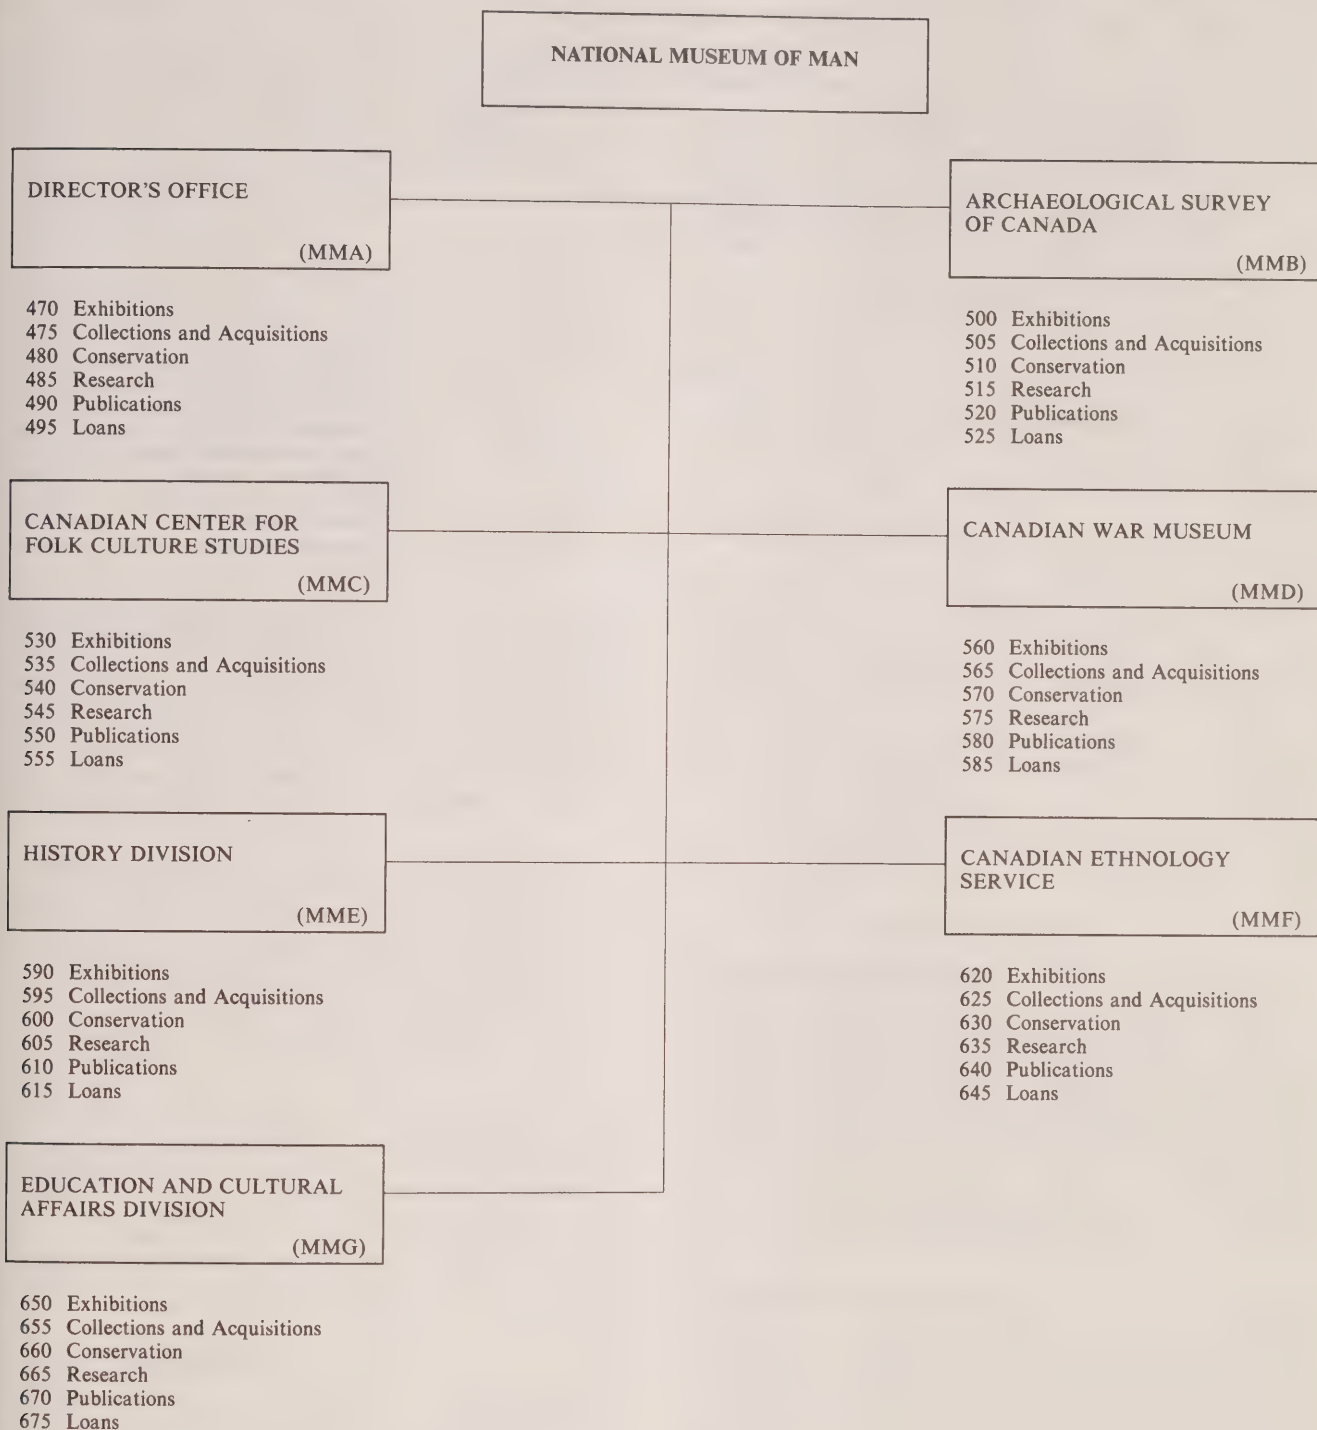 NATIONAL MUSEUM OF MAN
DIRECTOR'S OFFICE
(MMA)
470 Exhibitions
475 Collections and Acquisitions
480 Conservation
485 Research
490 Publications
495 Loans
ARCHAEOLOGICAL SURVEY
OF CANADA
(MMB)
500 Exhibitions
505 Collections and Acquisitions
510 Conservation
515 Research
520 Publications
525 Loans
CANADIAN CENTER FOR
FOLK CULTURE STUDIES
(MMC)
530 Exhibitions
535 Collections and Acquisitions
540 Conservation
545 Research
550 Publications
555 Loans
CANADIAN WAR MUSEUM
(MMD)
560 Exhibitions
565 Collections and Acquisitions
570 Conservation
575 Research
580 Publications
585 Loans
HISTORY DIVISION
(MME)
590 Exhibitions
595 Collections and Acquisitions
600 Conservation
605 Research
610 Publications
615 Loans
CANADIAN ETHNOLOGY
SERVICE
(MMF)
620 Exhibitions
625 Collections and Acquisitions
630 Conservation
635 Research
640 Publications
645 Loans
EDUCATION AND CULTURAL
AFFAIRS DIVISION
(MMG)
650 Exhibitions
655 Collections and Acquisitions
660 Conservation
665 Research
670 Publications
675 Loans